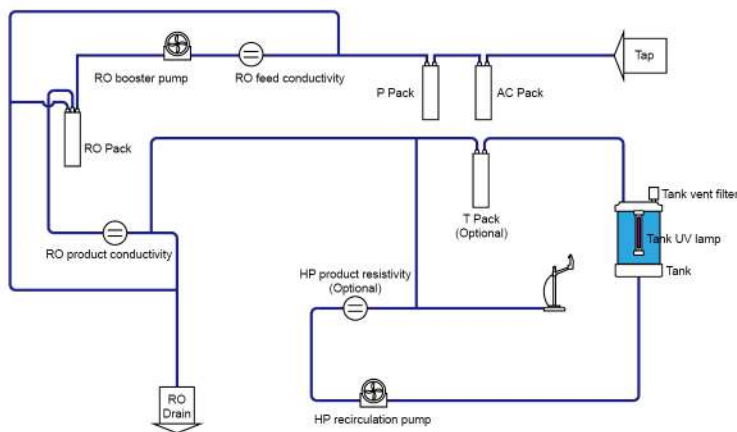 Tap
RO booster pump
RO feed conductivity
P Pack
AC Pack
RO Pack
T Pack
(Optional)
Tank vent filter
Tank UV lamp
Tank
RO product conductivity
HP product resistivity
(Optional)
RO
Drain
HP recirculation pump